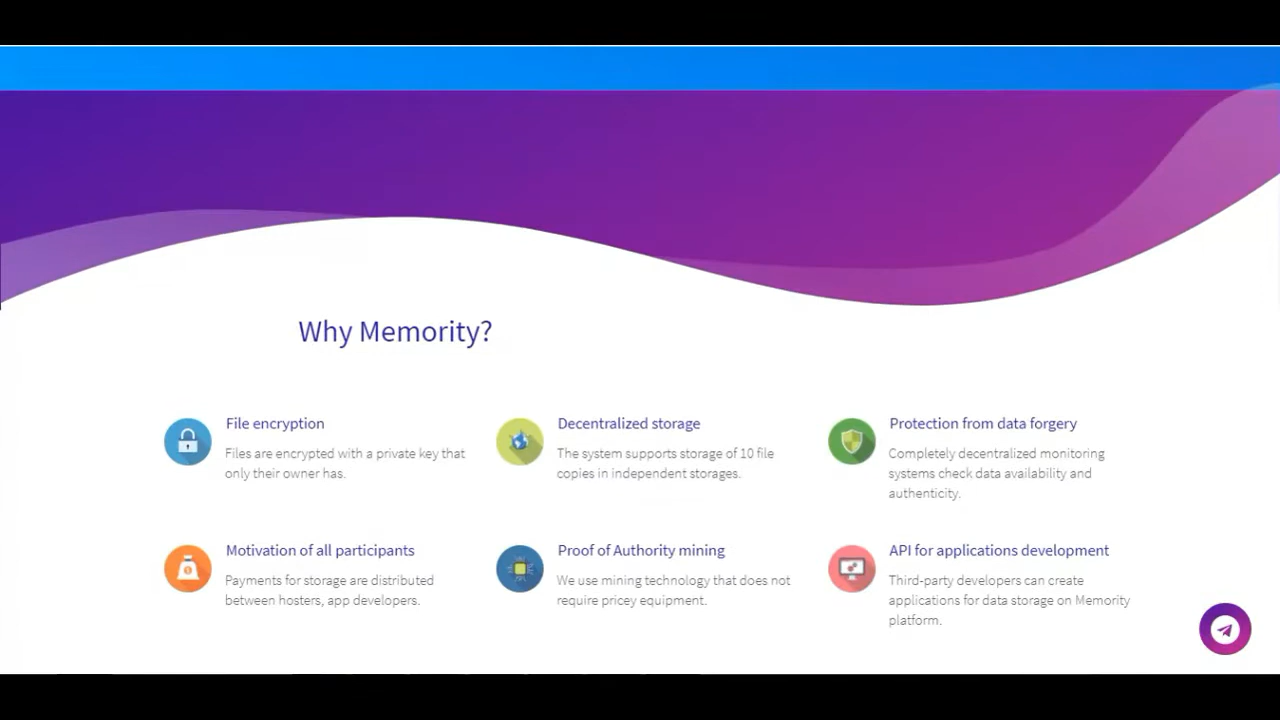 Why Memority?
File encryption
Files are encrypted with a private key that
only their owner has.
Decentralized storage
The system supports storage of 10 file
copies in independent storages.
Protection from data forgery
Completely decentralized monitoring
systems check data availability and
authenticity.
Motivation of all participants
Payments for storage are distributed
between hosters, app developers.
Proof of Authority mining
We use mining technology that does not
require pricey equipment.
API for applications development
Third-party developers can create
applications for data storage on Memority
platform.